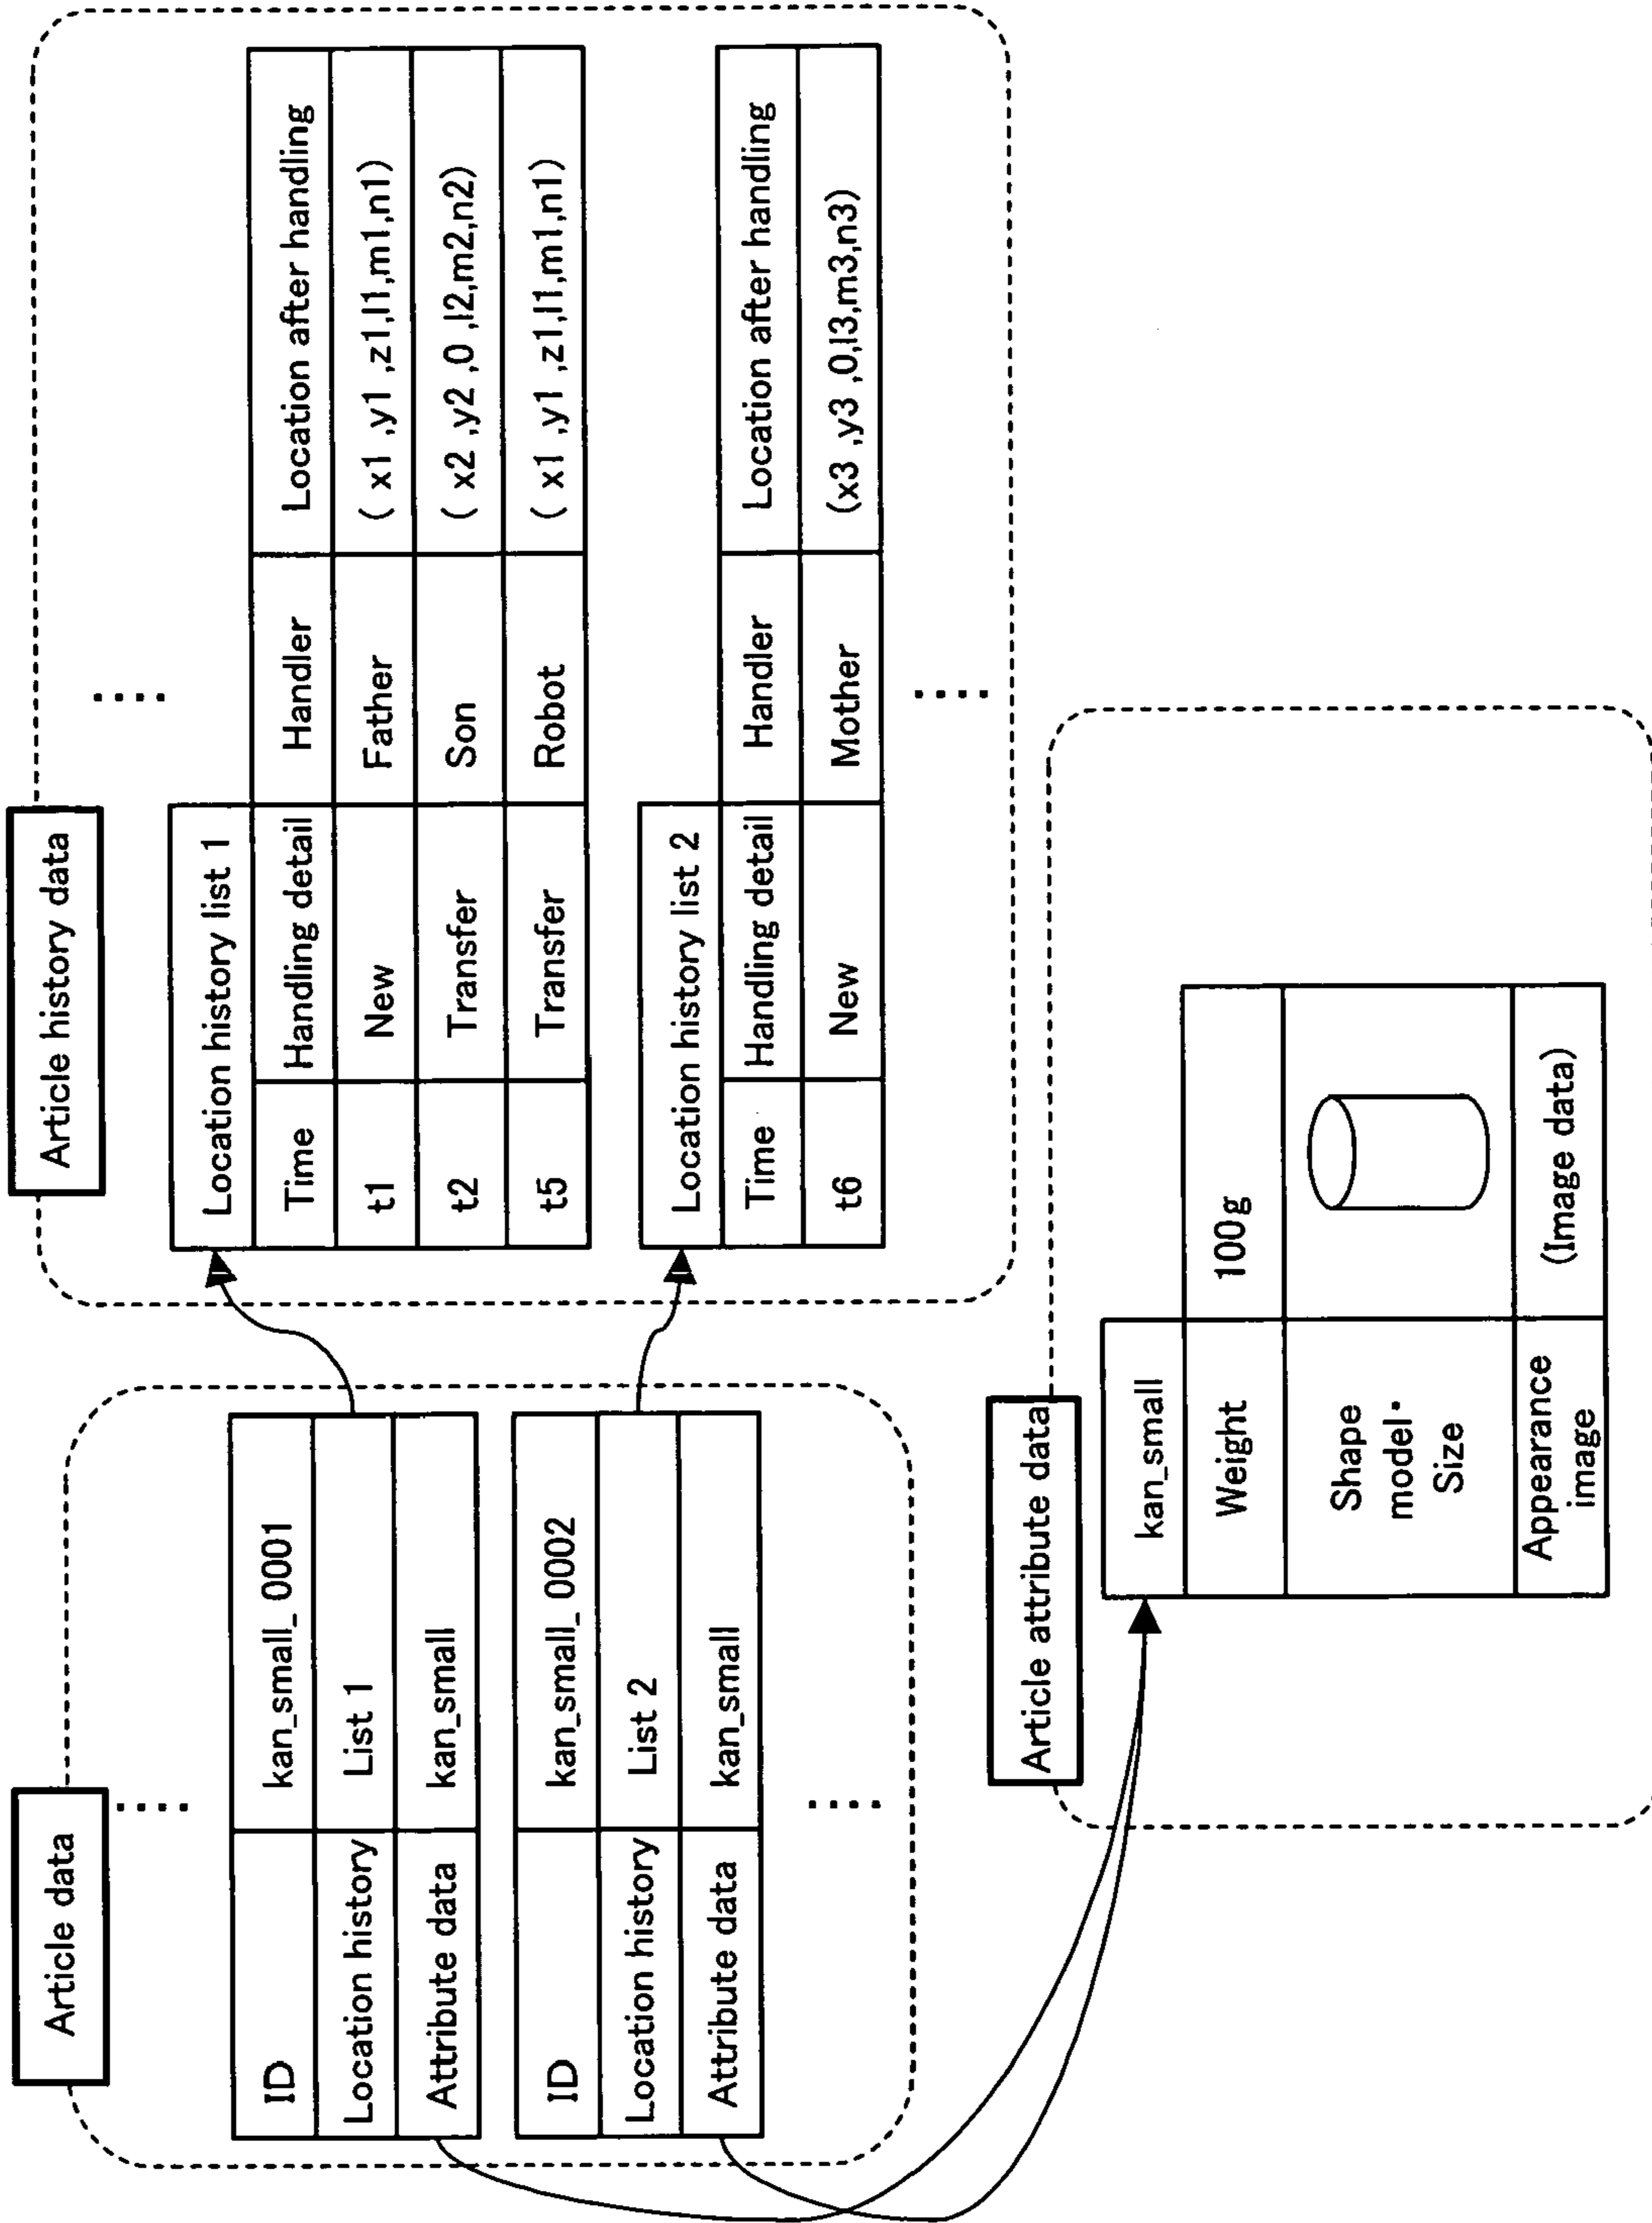 Article data
....
ID kan_small_0001
Location history List 1
Attribute data kan_small
ID kan_small_0002
Location history List 2
Attribute data kan_small
....
Article history data
....
Location history list 1
Time Handling detail Handler Location after handling
t1 New Father ( x1 ,y1 ,z1,l1,m1,n1)
t2 Transfer Son ( x2 ,y2 ,0 ,l2,m2,n2)
t5 Transfer Robot ( x1 ,y1 ,z1,l1,m1,n1)
Location history list 2
Time Handling detail Handler Location after handling
t6 New Mother (x3 ,y3 ,0,l3,m3,n3)
....
Article attribute data
kan_small
Weight 100g
Shape
model·
Size
Appearance
image
(Image data)